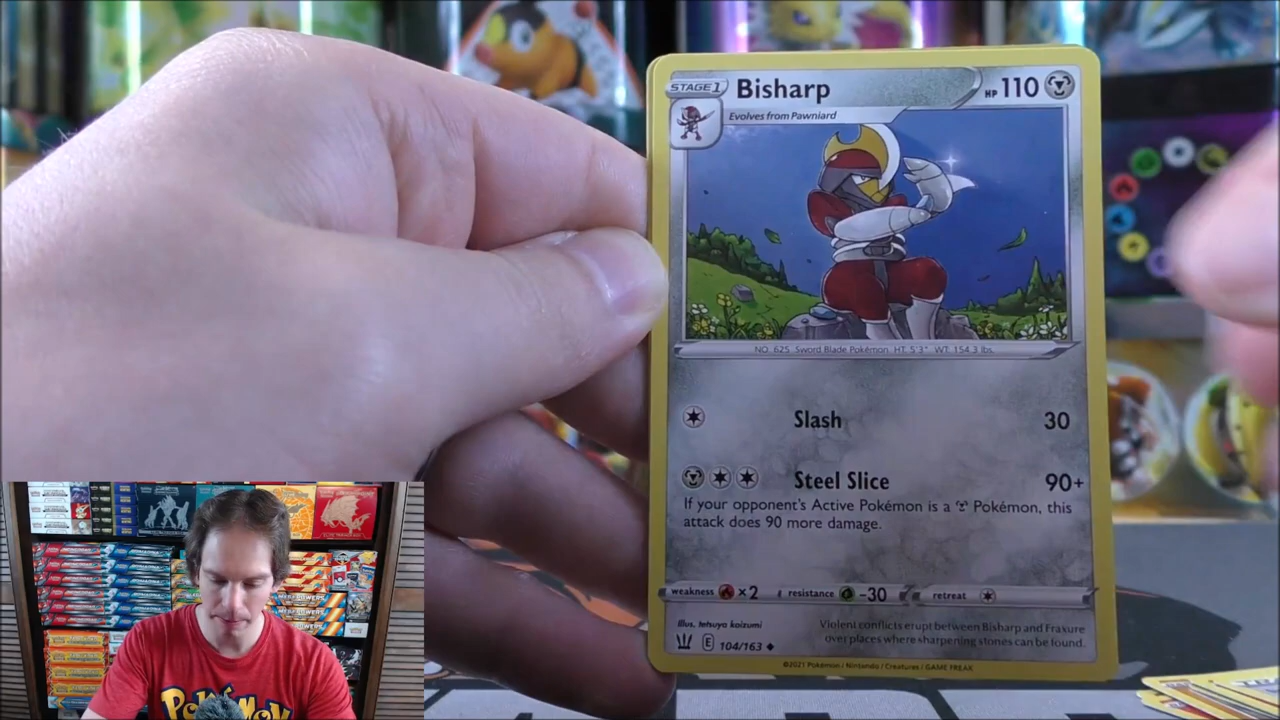 STAGE 1
Bisharp
HP 110
Evolves from Pawniard
NO. 625 Sword Blade Pokémon HT: 5'3" WT: 154.3 lbs.
Slash 30
Steel Slice 90+
If your opponent's Active Pokémon is a Pokémon, this
attack does 90 more damage.
weakness ×2 resistance -30 retreat
Illus. tetsuya koizumi
E 104/163
Violent conflicts erupt between Bisharp and Fraxure
over places where sharpening stones can be found.
©2021 Pokémon / Nintendo / Creatures / GAME FREAK
Pokémon